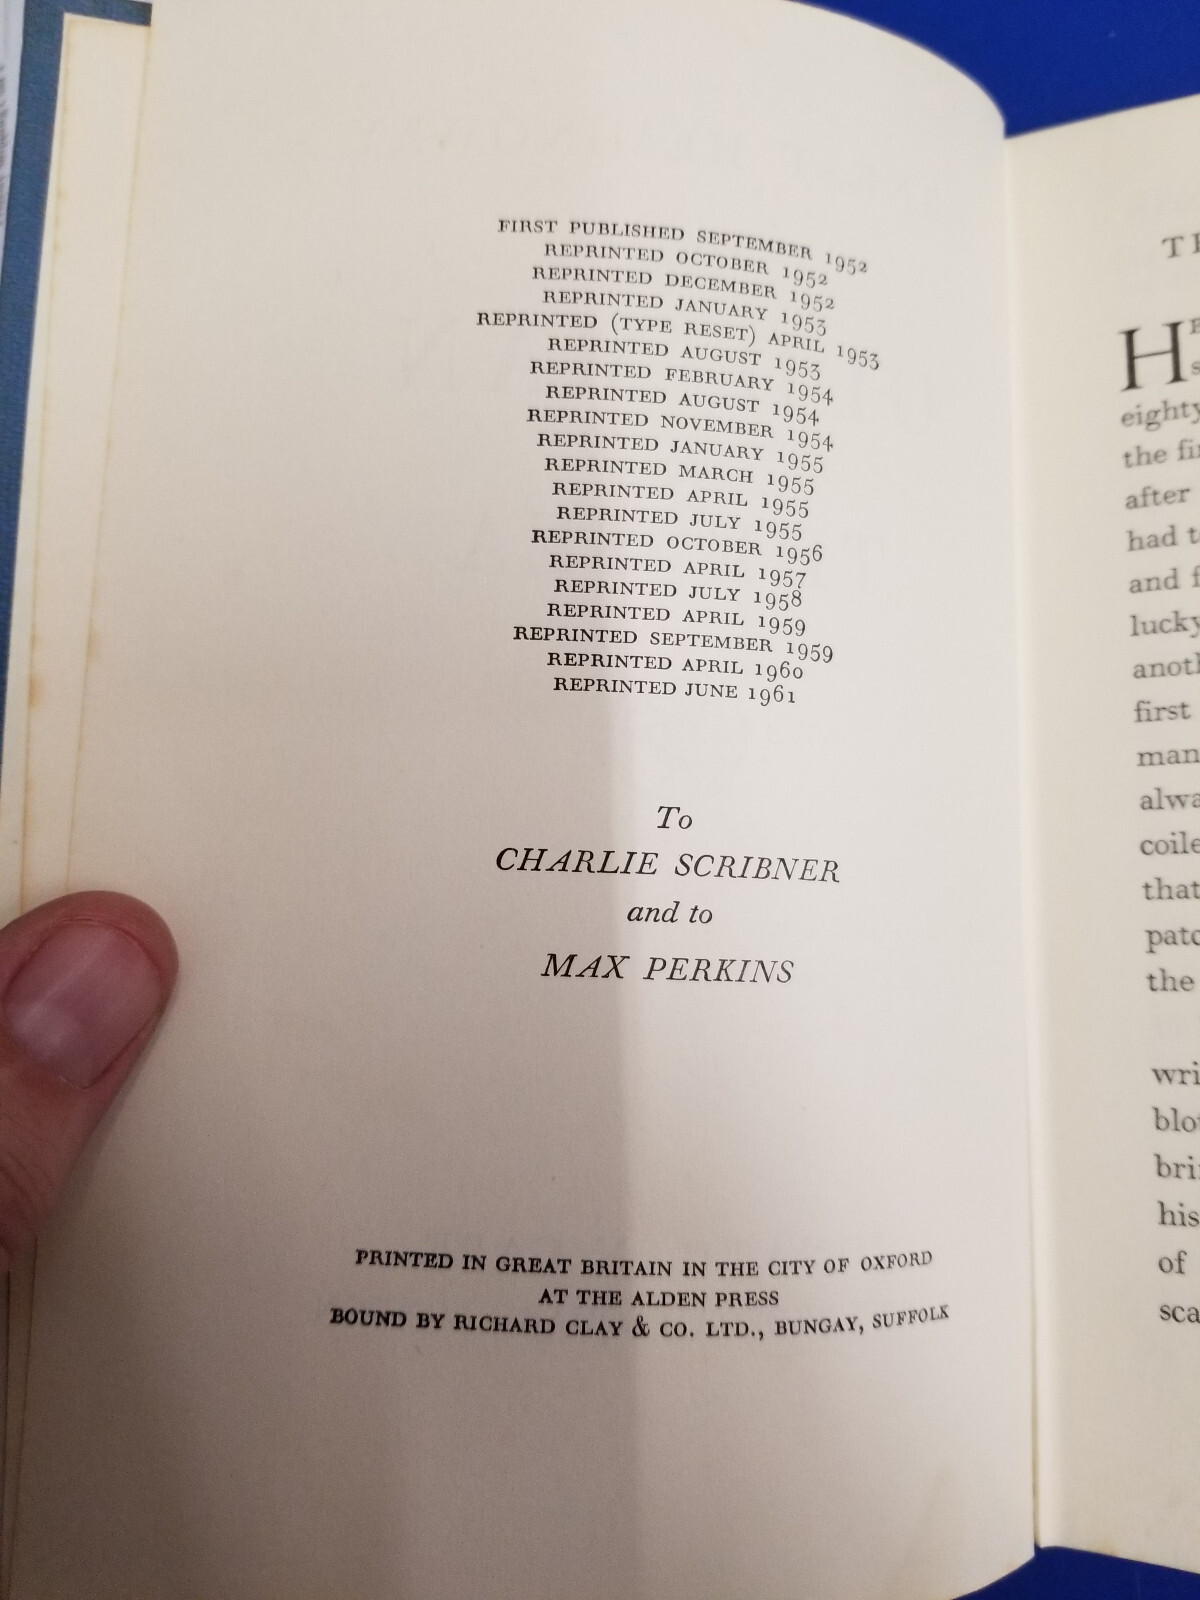 FIRST PUBLISHED SEPTEMBER 1952
REPRINTED OCTOBER 1952
REPRINTED DECEMBER 1952
REPRINTED JANUARY 1953
REPRINTED (TYPE RESET) APRIL 1953
REPRINTED AUGUST 1953
REPRINTED FEBRUARY 1954
REPRINTED AUGUST 1954
REPRINTED NOVEMBER 1954
REPRINTED JANUARY 1955
REPRINTED MARCH 1955
REPRINTED APRIL 1955
REPRINTED JULY 1955
REPRINTED OCTOBER 1956
REPRINTED APRIL 1957
REPRINTED JULY 1958
REPRINTED APRIL 1959
REPRINTED SEPTEMBER 1959
REPRINTED APRIL 1960
REPRINTED JUNE 1961
To
CHARLIE SCRIBNER
and to
MAX PERKINS
PRINTED IN GREAT BRITAIN IN THE CITY OF OXFORD
AT THE ALDEN PRESS
BOUND BY RICHARD CLAY & CO. LTD., BUNGAY, SUFFOLK
eighty
the
after
had
and
lucky
first
that
the
his
of